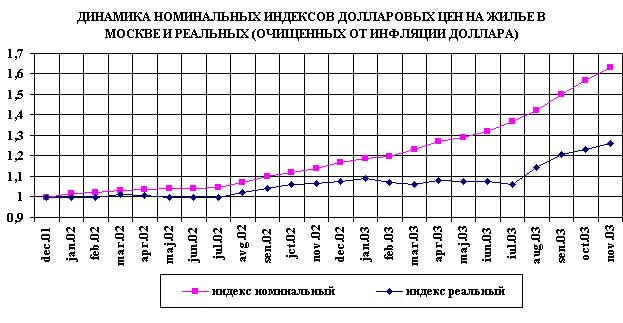 ДИНАМИКА НОМИНАЛЬНЫХ ИНДЕКСОВ ДОЛЛАРОВЫХ ЦЕН НА ЖИЛЬЕ В
МОСКВЕ И РЕАЛЬНЫХ (ОЧИЩЕННЫХ ОТ ИНФЛЯЦИИ ДОЛЛАРА)
1,7
1,6
1,5
1,4
1,3
1,2
1,1
1
0,9
dec.01
jan.02
feb.02
mar.02
apr.02
maj.02
jun.02
jul.02
avg.02
sen.02
jct.02
nov.02
dec.02
jan.03
feb.03
mar.03
apr.03
maj.03
iun.03
iul.03
aug.03
sen.03
oct.03
nov.03
индекс номинальный
индекс реальный